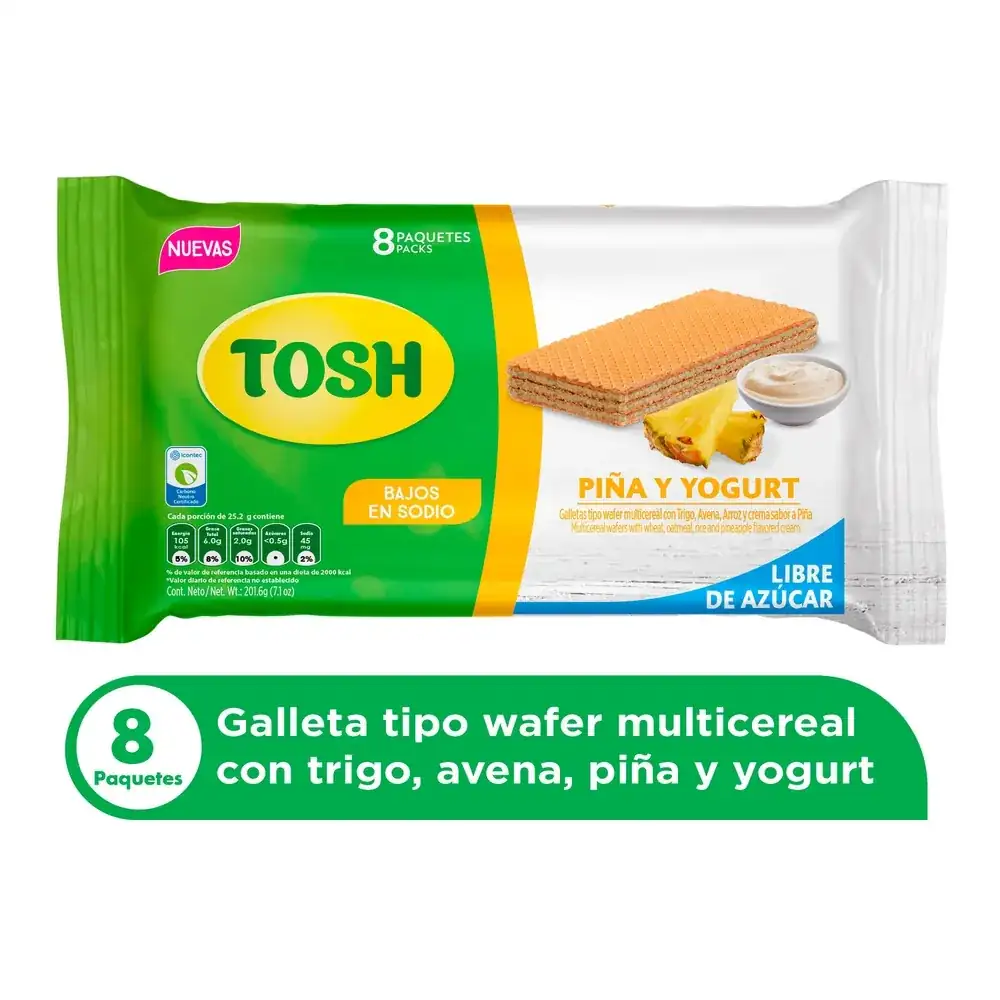 NUEVAS
8 PAQUETES
PACKS
TOSH
icontec
Carbono
Neutro
Certificado
BAJOS
EN SODIO
Cada porción de 25.2 g contiene
Energía
105
kcal
5%
Grasa
Total
6.0g
8%
Grasas
saturadas
2.0g
10%
Azúcares
<0.5g
*
Sodio
45
mg
2%
% de valor de referencia basado en una dieta de 2000 kcal
*Valor diario de referencia no establecido
Cont. Neto/Net. Wt.: 201.6g (7.1oz)
PIÑA Y YOGURT
Galletas tipo wafer multicereal con Trigo, Avena, Arroz y crema sabor a Piña
Multicereal wafers with wheat, oatmeal, rice and pineapple flavored cream
LIBRE
DE AZÚCAR
8
Paquetes
Galleta tipo wafer multicereal
con trigo, avena, piña y yogurt